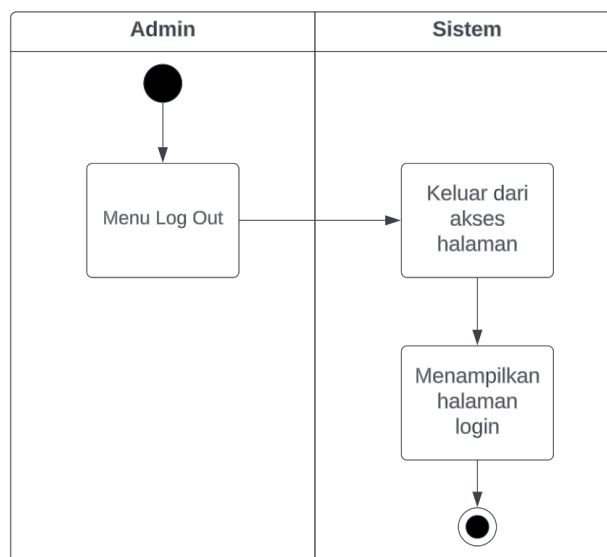 Admin
Sistem
Menu Log Out
Keluar dari
akses
halaman
Menampilkan
halaman
login